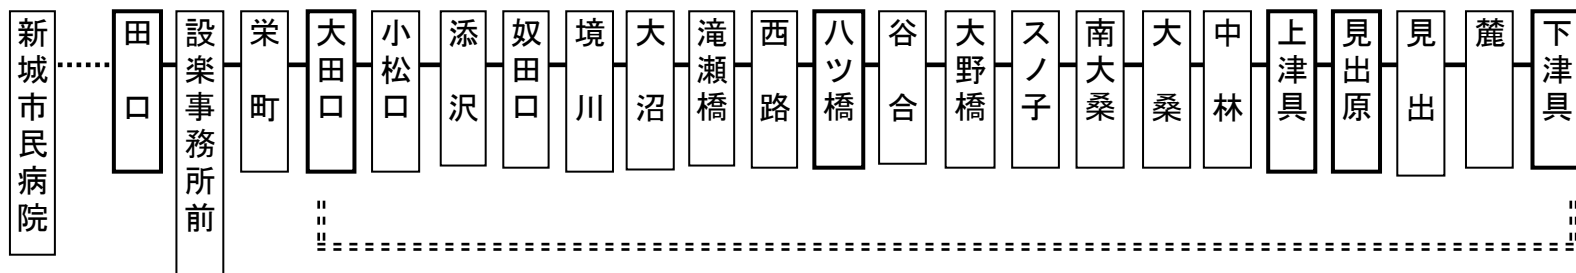 新城市民病院
田口
設楽事務所前
栄町
大田口
小松口
添沢
奴田口
境川
大沼
滝瀬橋
西路
八ツ橋
谷合
大野橋
スノ子
南大桑
大桑
中林
上津具
見出原
見出
麓
下津具